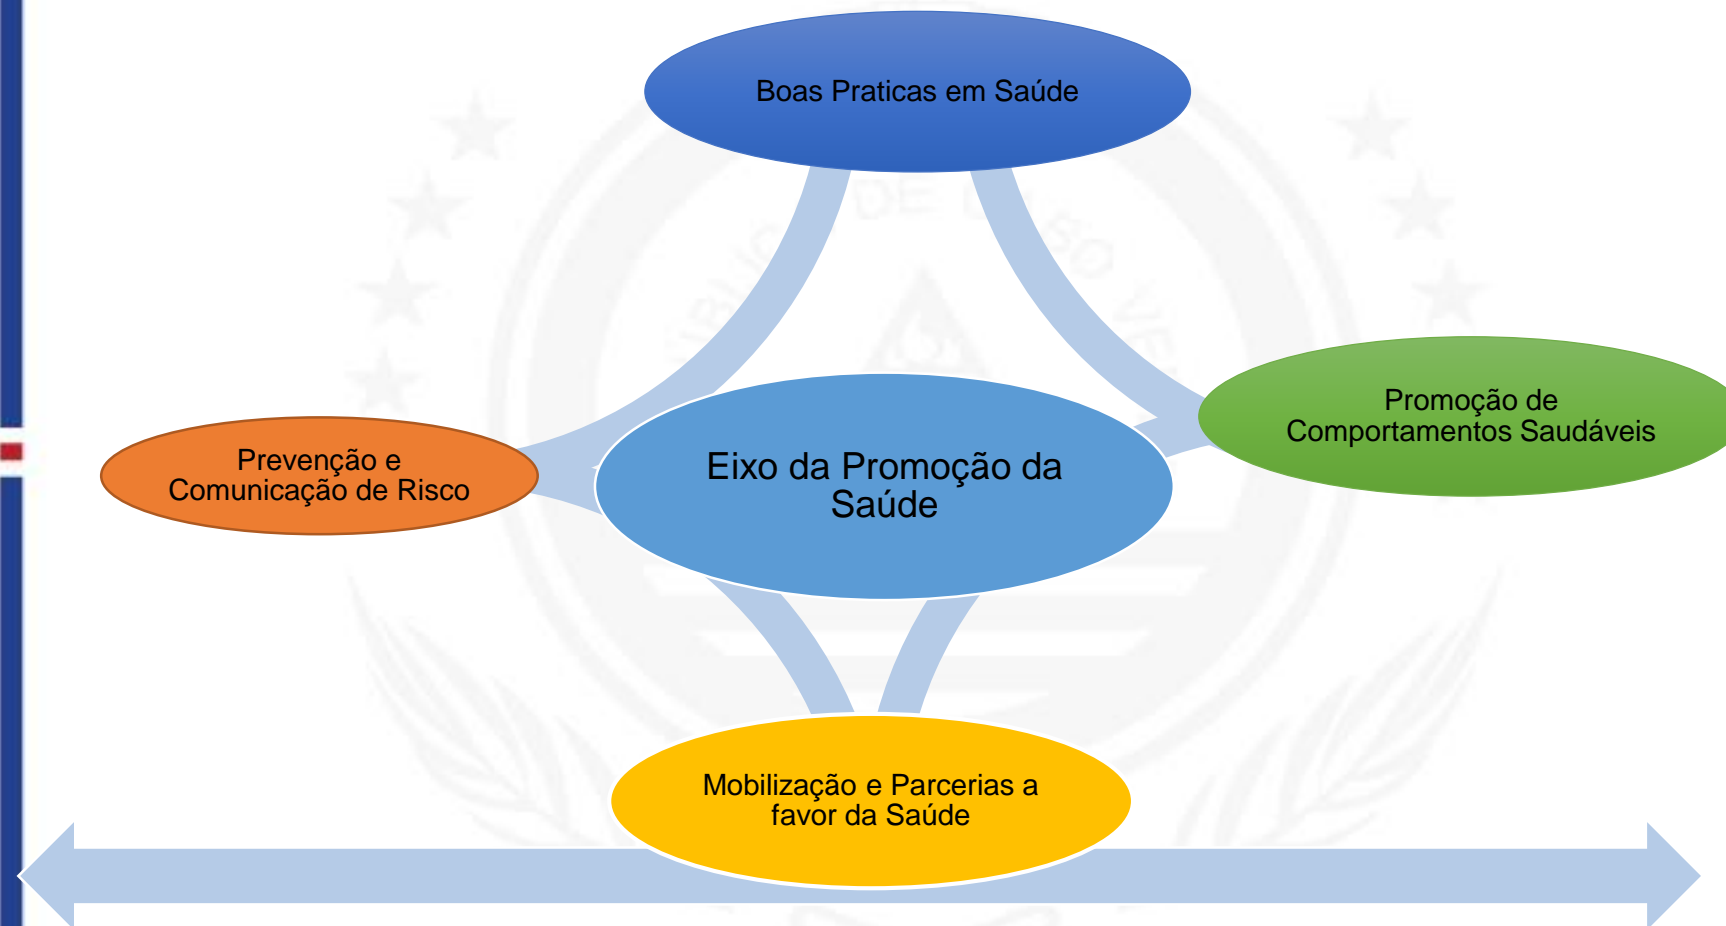 Boas Praticas em Saúde
Promoção de
Comportamentos Saudáveis
Eixo da Promoção da
Saúde
Prevenção e
Comunicação de Risco
Mobilização e Parcerias a
favor da Saúde